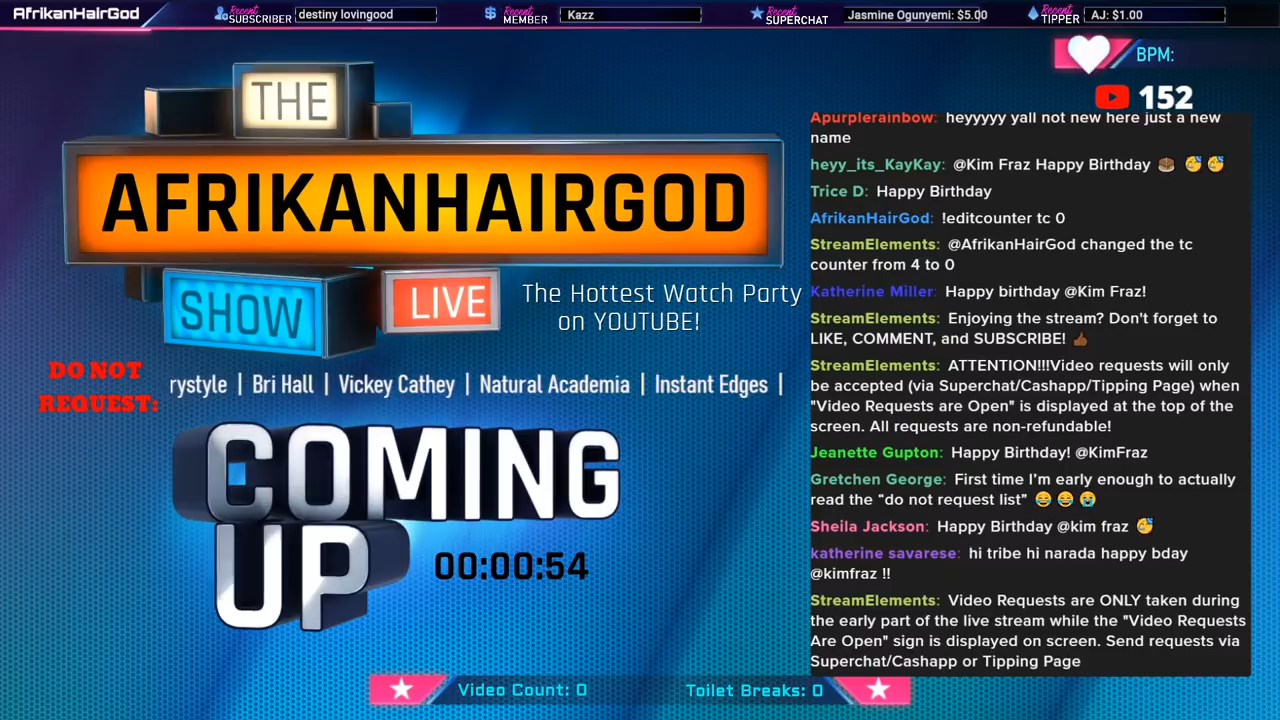 AfrikanHairGod
Recent SUBSCRIBER destiny lovingood
Recent MEMBER Kazz
Recent SUPERCHAT Jasmine Ogunyemi: $5.00
Recent TIPPER AJ: $1.00
BPM:
152
THE
AFRIKANHAIRGOD
SHOW
LIVE
The Hottest Watch Party
on YOUTUBE!
DO NOT
REQUEST:
rystyle | Bri Hall | Vickey Cathey | Natural Academia | Instant Edges |
COMING
UP
00:00:54
Apurplerainbow: heyyyyy yall not new here just a new
name
heyy_its_KayKay: @Kim Fraz Happy Birthday 🎂 🥳 🥳
Trice D: Happy Birthday
AfrikanHairGod: !editcounter tc 0
StreamElements: @AfrikanHairGod changed the tc
counter from 4 to 0
Katherine Miller: Happy birthday @Kim Fraz!
StreamElements: Enjoying the stream? Don't forget to
LIKE, COMMENT, and SUBSCRIBE! 👍🏾
StreamElements: ATTENTION!!!Video requests will only
be accepted (via Superchat/Cashapp/Tipping Page) when
"Video Requests are Open" is displayed at the top of the
screen. All requests are non-refundable!
Jeanette Gupton: Happy Birthday! @KimFraz
Gretchen George: First time I’m early enough to actually
read the “do not request list” 😂 😂 😭
Sheila Jackson: Happy Birthday @kim fraz 🥳
katherine savarese: hi tribe hi narada happy bday
@kimfraz !!
StreamElements: Video Requests are ONLY taken during
the early part of the live stream while the "Video Requests
Are Open" sign is displayed on screen. Send requests via
Superchat/Cashapp or Tipping Page
Video Count: 0
Toilet Breaks: 0